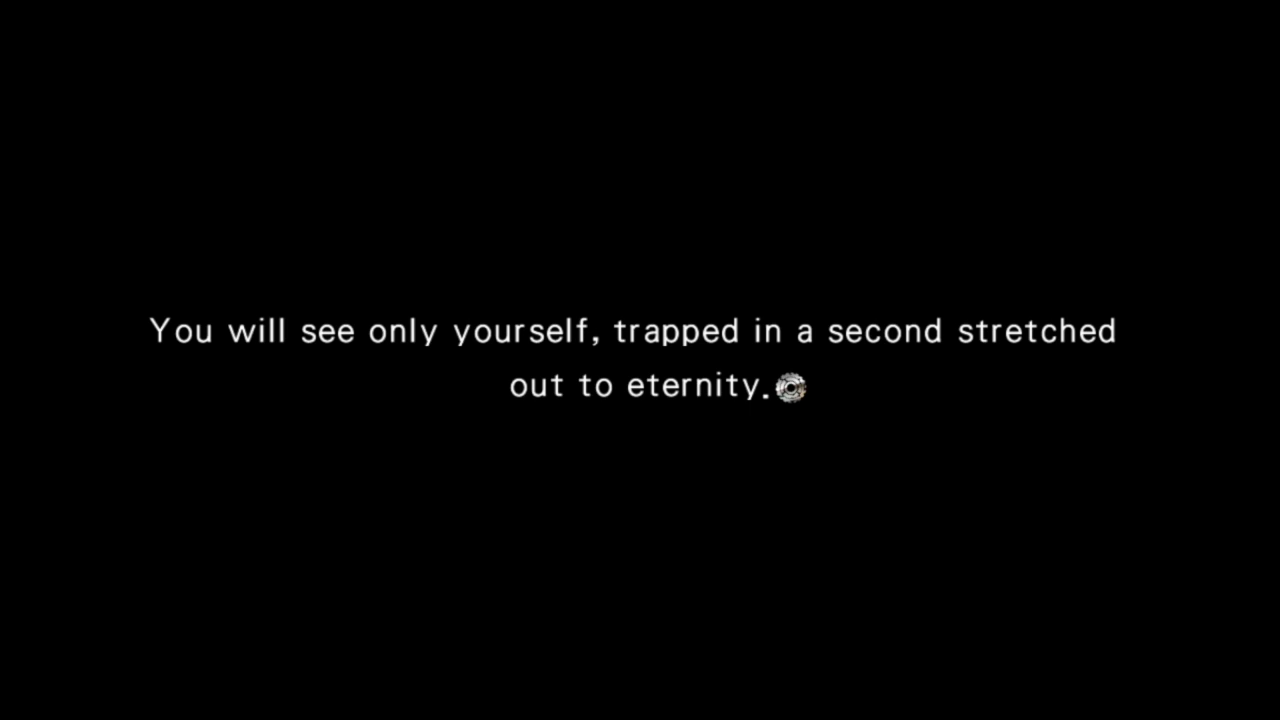 You will see only yourself, trapped in a second stretched
out to eternity.